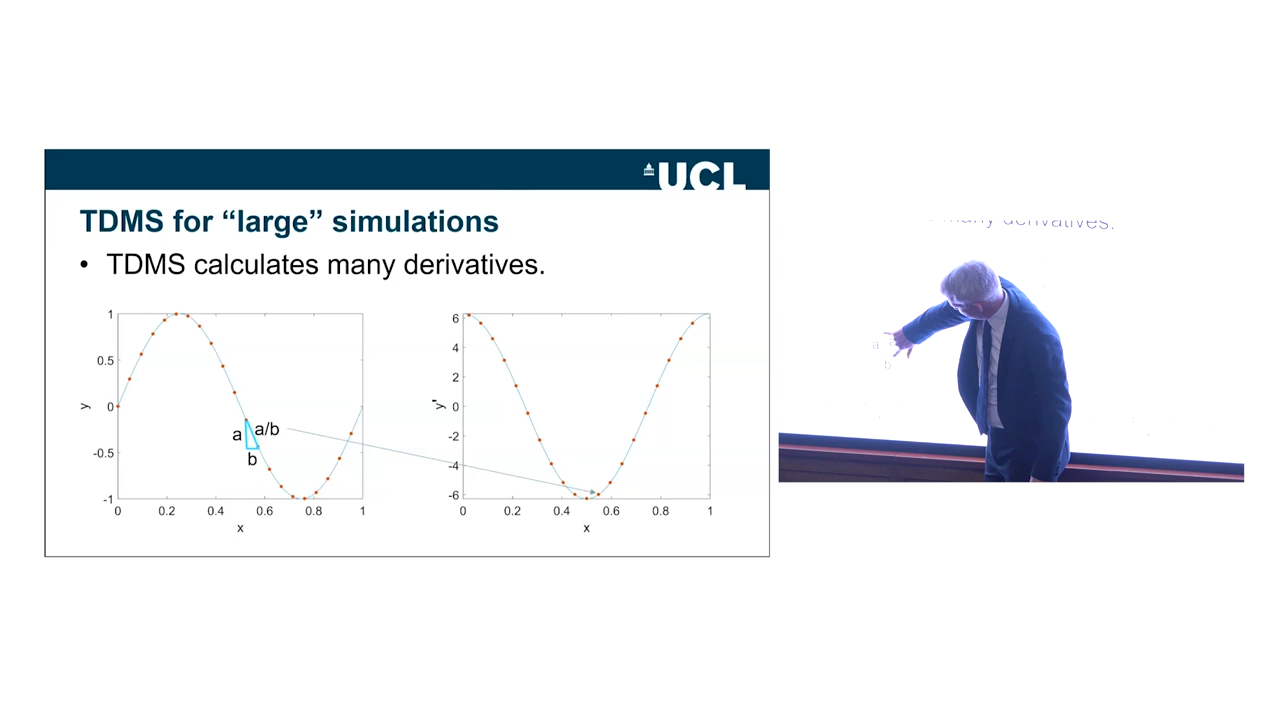 UCL
TDMS for “large” simulations
• TDMS calculates many derivatives.
1
0.5
0
-0.5
-1
y
0 0.2 0.4 0.6 0.8 1
x
a
a/b
b
6
4
2
0
-2
-4
-6
y'
0 0.2 0.4 0.6 0.8 1
x
many derivatives.
a
b